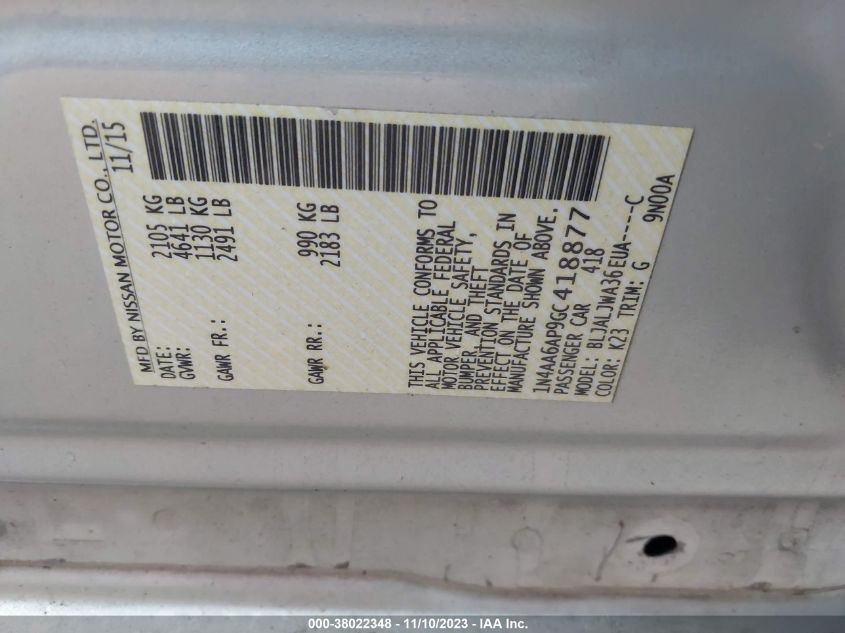 MFD BY NISSAN MOTOR CO., LTD.
DATE: 11/15
GVWR: 2105 KG
4641 LB
GAWR FR.: 1130 KG
2491 LB
GAWR RR.: 990 KG
2183 LB
THIS VEHICLE CONFORMS TO
ALL APPLICABLE FEDERAL
MOTOR VEHICLE SAFETY,
BUMPER, AND THEFT
PREVENTION STANDARDS IN
EFFECT ON THE DATE OF
MANUFACTURE SHOWN ABOVE.
1N4AA6AP9GC418877
PASSENGER CAR 418
MODEL: BLJALJWA36EUA----C
COLOR: K23 TRIM: G 9N00A
000-38022348 - 11/10/2023 - IAA Inc.